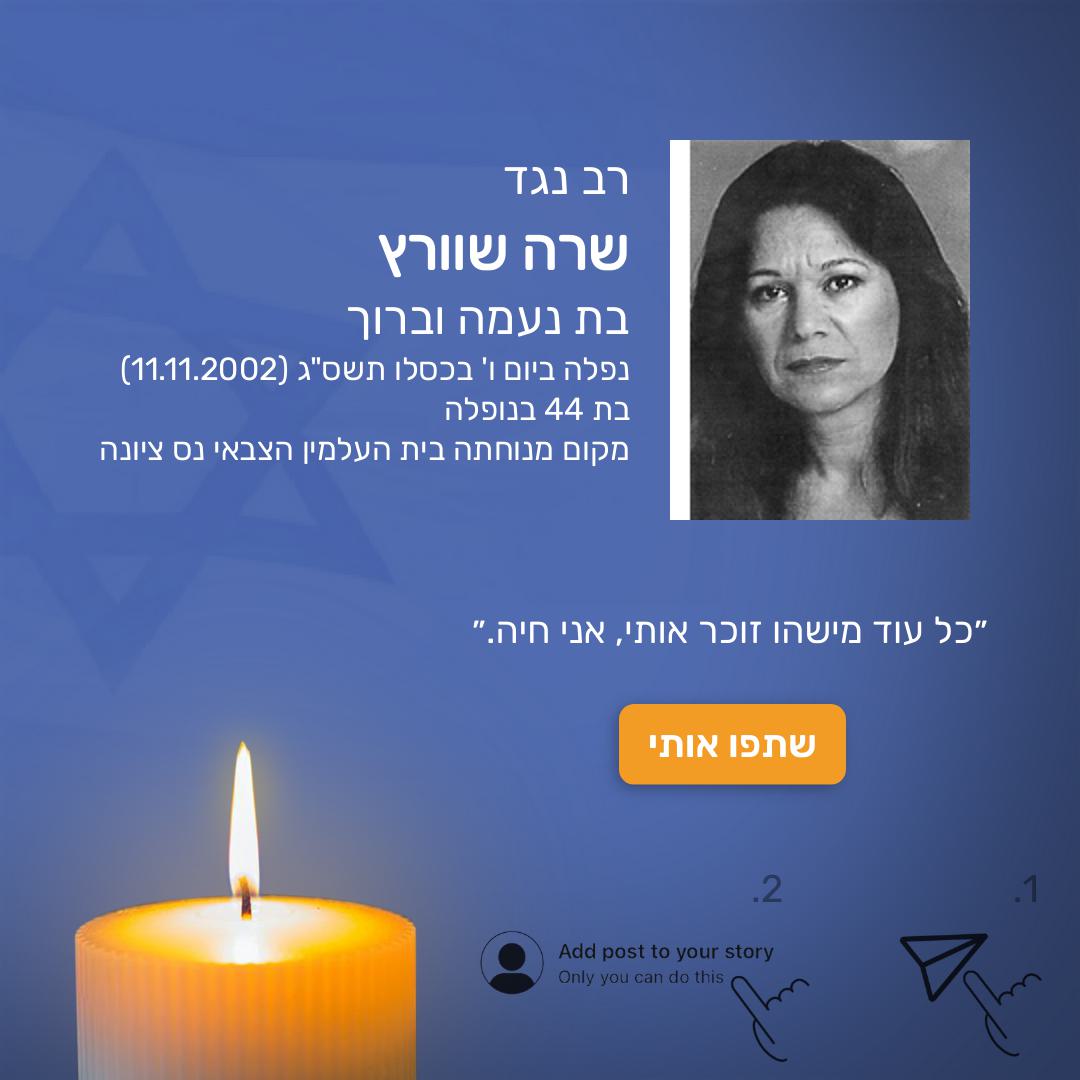 רב נגד
שרה שוורץ
בת נעמה וברוך
נפלה ביום ו' בכסלו תשס"ג (11.11.2002)
בת 44 בנופלה
מקום מנוחתה בית העלמין הצבאי נס ציונה
״כל עוד מישהו זוכר אותי, אני חיה.״
שתפו אותי
.1
.2
Add post to your story
Only you can do this